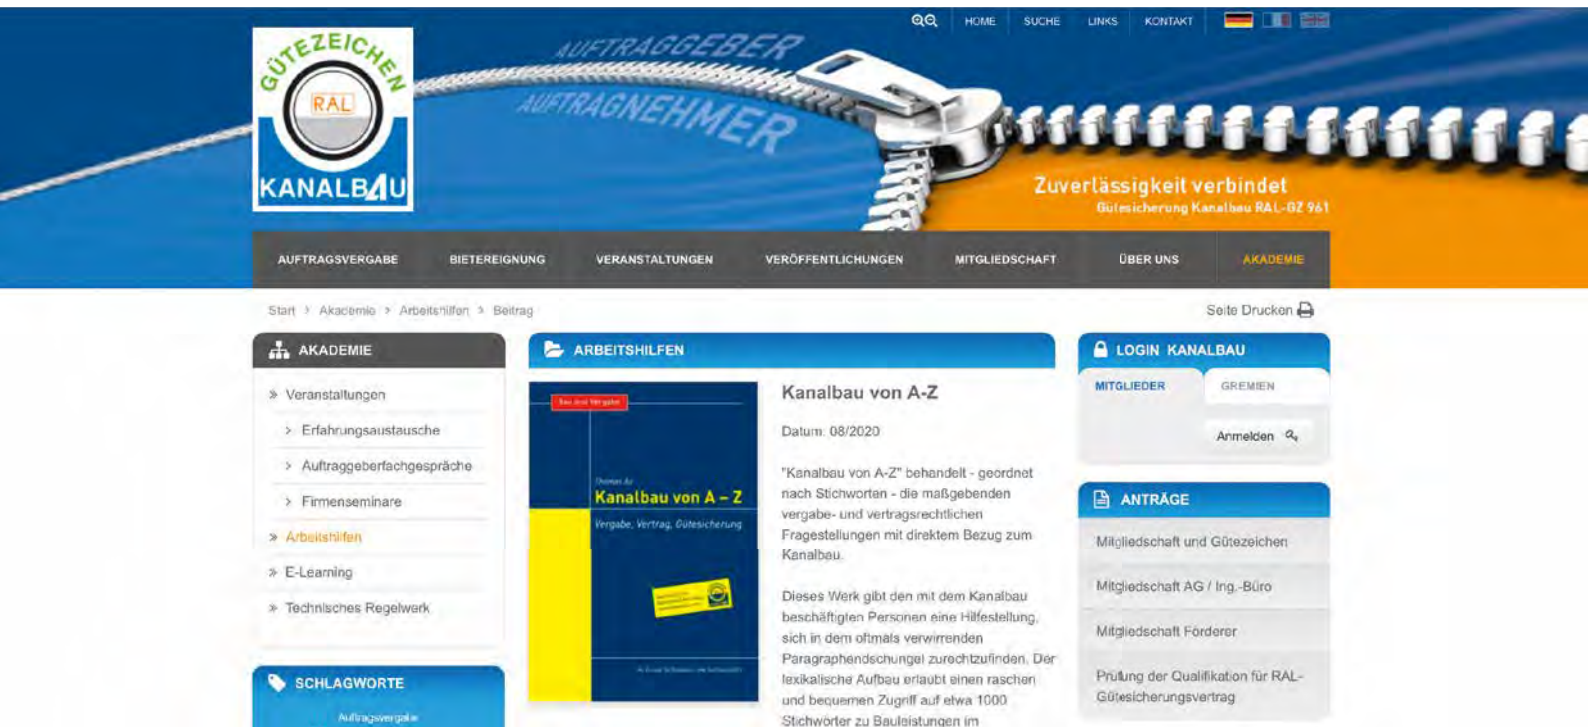 HOME SUCHE LINKS KONTAKT
GÜTEZEICHEN
RAL
KANALBAU
AUFTRAGGEBER
AUFTRAGNEHMER
Zuverlässigkeit verbindet
Gütesicherung Kanalbau RAL-GZ 961
AUFTRAGSVERGABE BIETEREIGNUNG VERANSTALTUNGEN VERÖFFENTLICHUNGEN MITGLIEDSCHAFT ÜBER UNS AKADEMIE
Start > Akademie > Arbeitshilfen > Beitrag
Seite Drucken
AKADEMIE
» Veranstaltungen
> Erfahrungsaustausche
> Auftraggeberfachgespräche
> Firmenseminare
» Arbeitshilfen
» E-Learning
» Technisches Regelwerk
SCHLAGWORTE
Auftragsvergabe
ARBEITSHILFEN
Bau und Vergabe
Kanalbau von A – Z
Vergabe, Vertrag, Gütesicherung
Kanalbau von A-Z
Datum: 08/2020
"Kanalbau von A-Z" behandelt - geordnet
nach Stichworten - die maßgebenden
vergabe- und vertragsrechtlichen
Fragestellungen mit direktem Bezug zum
Kanalbau.
Dieses Werk gibt den mit dem Kanalbau
beschäftigten Personen eine Hilfestellung,
sich in dem oftmals verwirrenden
Paragraphendschungel zurechtzufinden. Der
lexikalische Aufbau erlaubt einen raschen
und bequemen Zugriff auf etwa 1000
Stichwörter zu Bauleistungen im
LOGIN KANALBAU
MITGLIEDER GREMIEN
Anmelden
ANTRÄGE
Mitgliedschaft und Gütezeichen
Mitgliedschaft AG / Ing.-Büro
Mitgliedschaft Förderer
Prüfung der Qualifikation für RAL-
Gütesicherungsvertrag